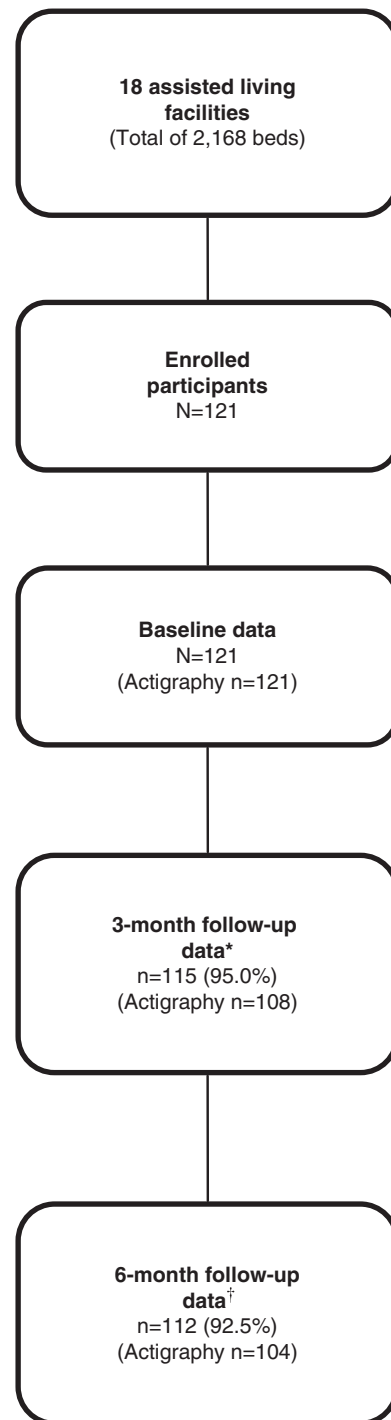 18 assisted living
facilities
(Total of 2,168 beds)
Enrolled
participants
N=121
Baseline data
N=121
(Actigraphy n=121)
3-month follow-up
data*
n=115 (95.0%)
(Actigraphy n=108)
6-month follow-up
data†
n=112 (92.5%)
(Actigraphy n=104)